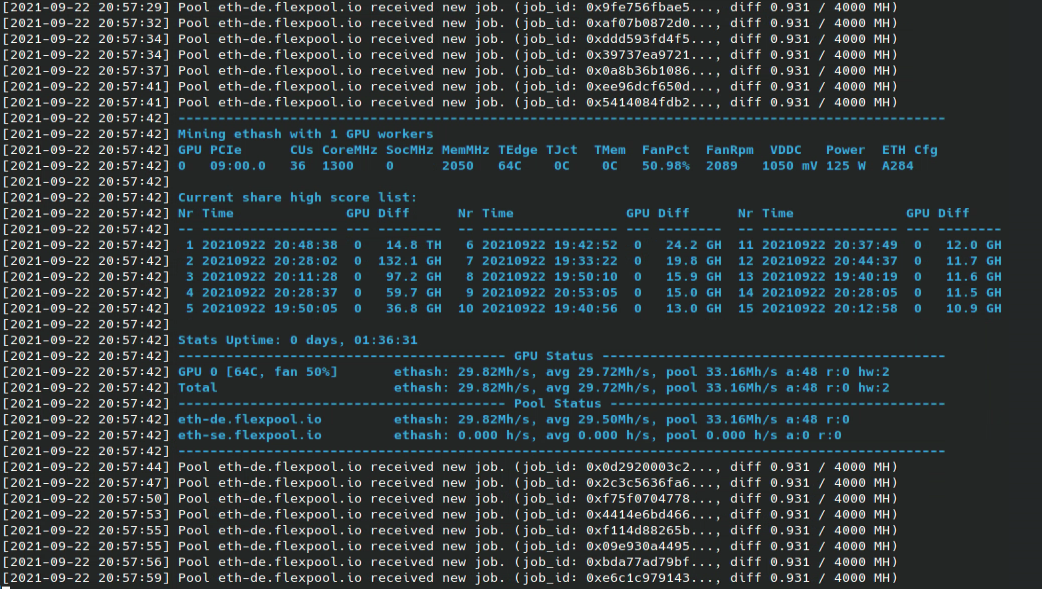 [2021-09-22 20:57:29] Pool eth-de.flexpool.io received new job. (job_id: 0x9fe756fbae5..., diff 0.931 / 4000 MH)
[2021-09-22 20:57:32] Pool eth-de.flexpool.io received new job. (job_id: 0xaf07b0872d0..., diff 0.931 / 4000 MH)
[2021-09-22 20:57:34] Pool eth-de.flexpool.io received new job. (job_id: 0xddd593fd4f5..., diff 0.931 / 4000 MH)
[2021-09-22 20:57:34] Pool eth-de.flexpool.io received new job. (job_id: 0x39737ea9721..., diff 0.931 / 4000 MH)
[2021-09-22 20:57:37] Pool eth-de.flexpool.io received new job. (job_id: 0x0a8b36b1086..., diff 0.931 / 4000 MH)
[2021-09-22 20:57:41] Pool eth-de.flexpool.io received new job. (job_id: 0xee96dcf650d..., diff 0.931 / 4000 MH)
[2021-09-22 20:57:41] Pool eth-de.flexpool.io received new job. (job_id: 0x5414084fdb2..., diff 0.931 / 4000 MH)
[2021-09-22 20:57:42] ------------------------------------------------------------------------------------------------
[2021-09-22 20:57:42] Mining ethash with 1 GPU workers
[2021-09-22 20:57:42] GPU PCIe      CUs CoreMHz SocMHz MemMHz TEdge TJct  TMem  FanPct  FanRpm  VDDC   Power  ETH Cfg
[2021-09-22 20:57:42] 0   09:00.0   36  1300    0      2050   64C    0C    0C   50.98%  2089   1050 mV 125 W  A284
[2021-09-22 20:57:42]
[2021-09-22 20:57:42] Current share high score list:
[2021-09-22 20:57:42] Nr Time              GPU Diff      Nr Time              GPU Diff      Nr Time              GPU Diff
[2021-09-22 20:57:42] -- ----------------- --- --------  -- ----------------- --- --------  -- ----------------- --- --------
[2021-09-22 20:57:42]  1 20210922 20:48:38  0   14.8 TH   6 20210922 19:42:52  0   24.2 GH  11 20210922 20:37:49  0   12.0 GH
[2021-09-22 20:57:42]  2 20210922 20:28:02  0  132.1 GH   7 20210922 19:33:22  0   19.8 GH  12 20210922 20:44:37  0   11.7 GH
[2021-09-22 20:57:42]  3 20210922 20:11:28  0   97.2 GH   8 20210922 19:50:10  0   15.9 GH  13 20210922 19:40:19  0   11.6 GH
[2021-09-22 20:57:42]  4 20210922 20:28:37  0   59.7 GH   9 20210922 20:53:05  0   15.0 GH  14 20210922 20:28:05  0   11.5 GH
[2021-09-22 20:57:42]  5 20210922 19:50:05  0   36.8 GH  10 20210922 19:40:56  0   13.0 GH  15 20210922 20:12:58  0   10.9 GH
[2021-09-22 20:57:42]
[2021-09-22 20:57:42] Stats Uptime: 0 days, 01:36:31
[2021-09-22 20:57:42] ----------------------------------------- GPU Status -------------------------------------------
[2021-09-22 20:57:42] GPU 0 [64C, fan 50%]       ethash: 29.82Mh/s, avg 29.72Mh/s, pool 33.16Mh/s a:48 r:0 hw:2
[2021-09-22 20:57:42] Total                      ethash: 29.82Mh/s, avg 29.72Mh/s, pool 33.16Mh/s a:48 r:0 hw:2
[2021-09-22 20:57:42] ----------------------------------------- Pool Status ------------------------------------------
[2021-09-22 20:57:42] eth-de.flexpool.io         ethash: 29.82Mh/s, avg 29.50Mh/s, pool 33.16Mh/s a:48 r:0
[2021-09-22 20:57:42] eth-se.flexpool.io         ethash: 0.000 h/s, avg 0.000 h/s, pool 0.000 h/s a:0 r:0
[2021-09-22 20:57:42] ------------------------------------------------------------------------------------------------
[2021-09-22 20:57:44] Pool eth-de.flexpool.io received new job. (job_id: 0x0d2920003c2..., diff 0.931 / 4000 MH)
[2021-09-22 20:57:47] Pool eth-de.flexpool.io received new job. (job_id: 0x2c3c5636fa6..., diff 0.931 / 4000 MH)
[2021-09-22 20:57:50] Pool eth-de.flexpool.io received new job. (job_id: 0xf75f0704778..., diff 0.931 / 4000 MH)
[2021-09-22 20:57:53] Pool eth-de.flexpool.io received new job. (job_id: 0x4414e6bd466..., diff 0.931 / 4000 MH)
[2021-09-22 20:57:55] Pool eth-de.flexpool.io received new job. (job_id: 0xf114d88265b..., diff 0.931 / 4000 MH)
[2021-09-22 20:57:55] Pool eth-de.flexpool.io received new job. (job_id: 0x09e930a4495..., diff 0.931 / 4000 MH)
[2021-09-22 20:57:56] Pool eth-de.flexpool.io received new job. (job_id: 0xbda77ad79bf..., diff 0.931 / 4000 MH)
[2021-09-22 20:57:59] Pool eth-de.flexpool.io received new job. (job_id: 0xe6c1c979143..., diff 0.931 / 4000 MH)